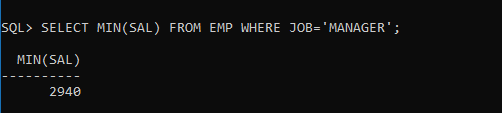 SQL> SELECT MIN(SAL) FROM EMP WHERE JOB='MANAGER';
MIN(SAL)
----------
2940